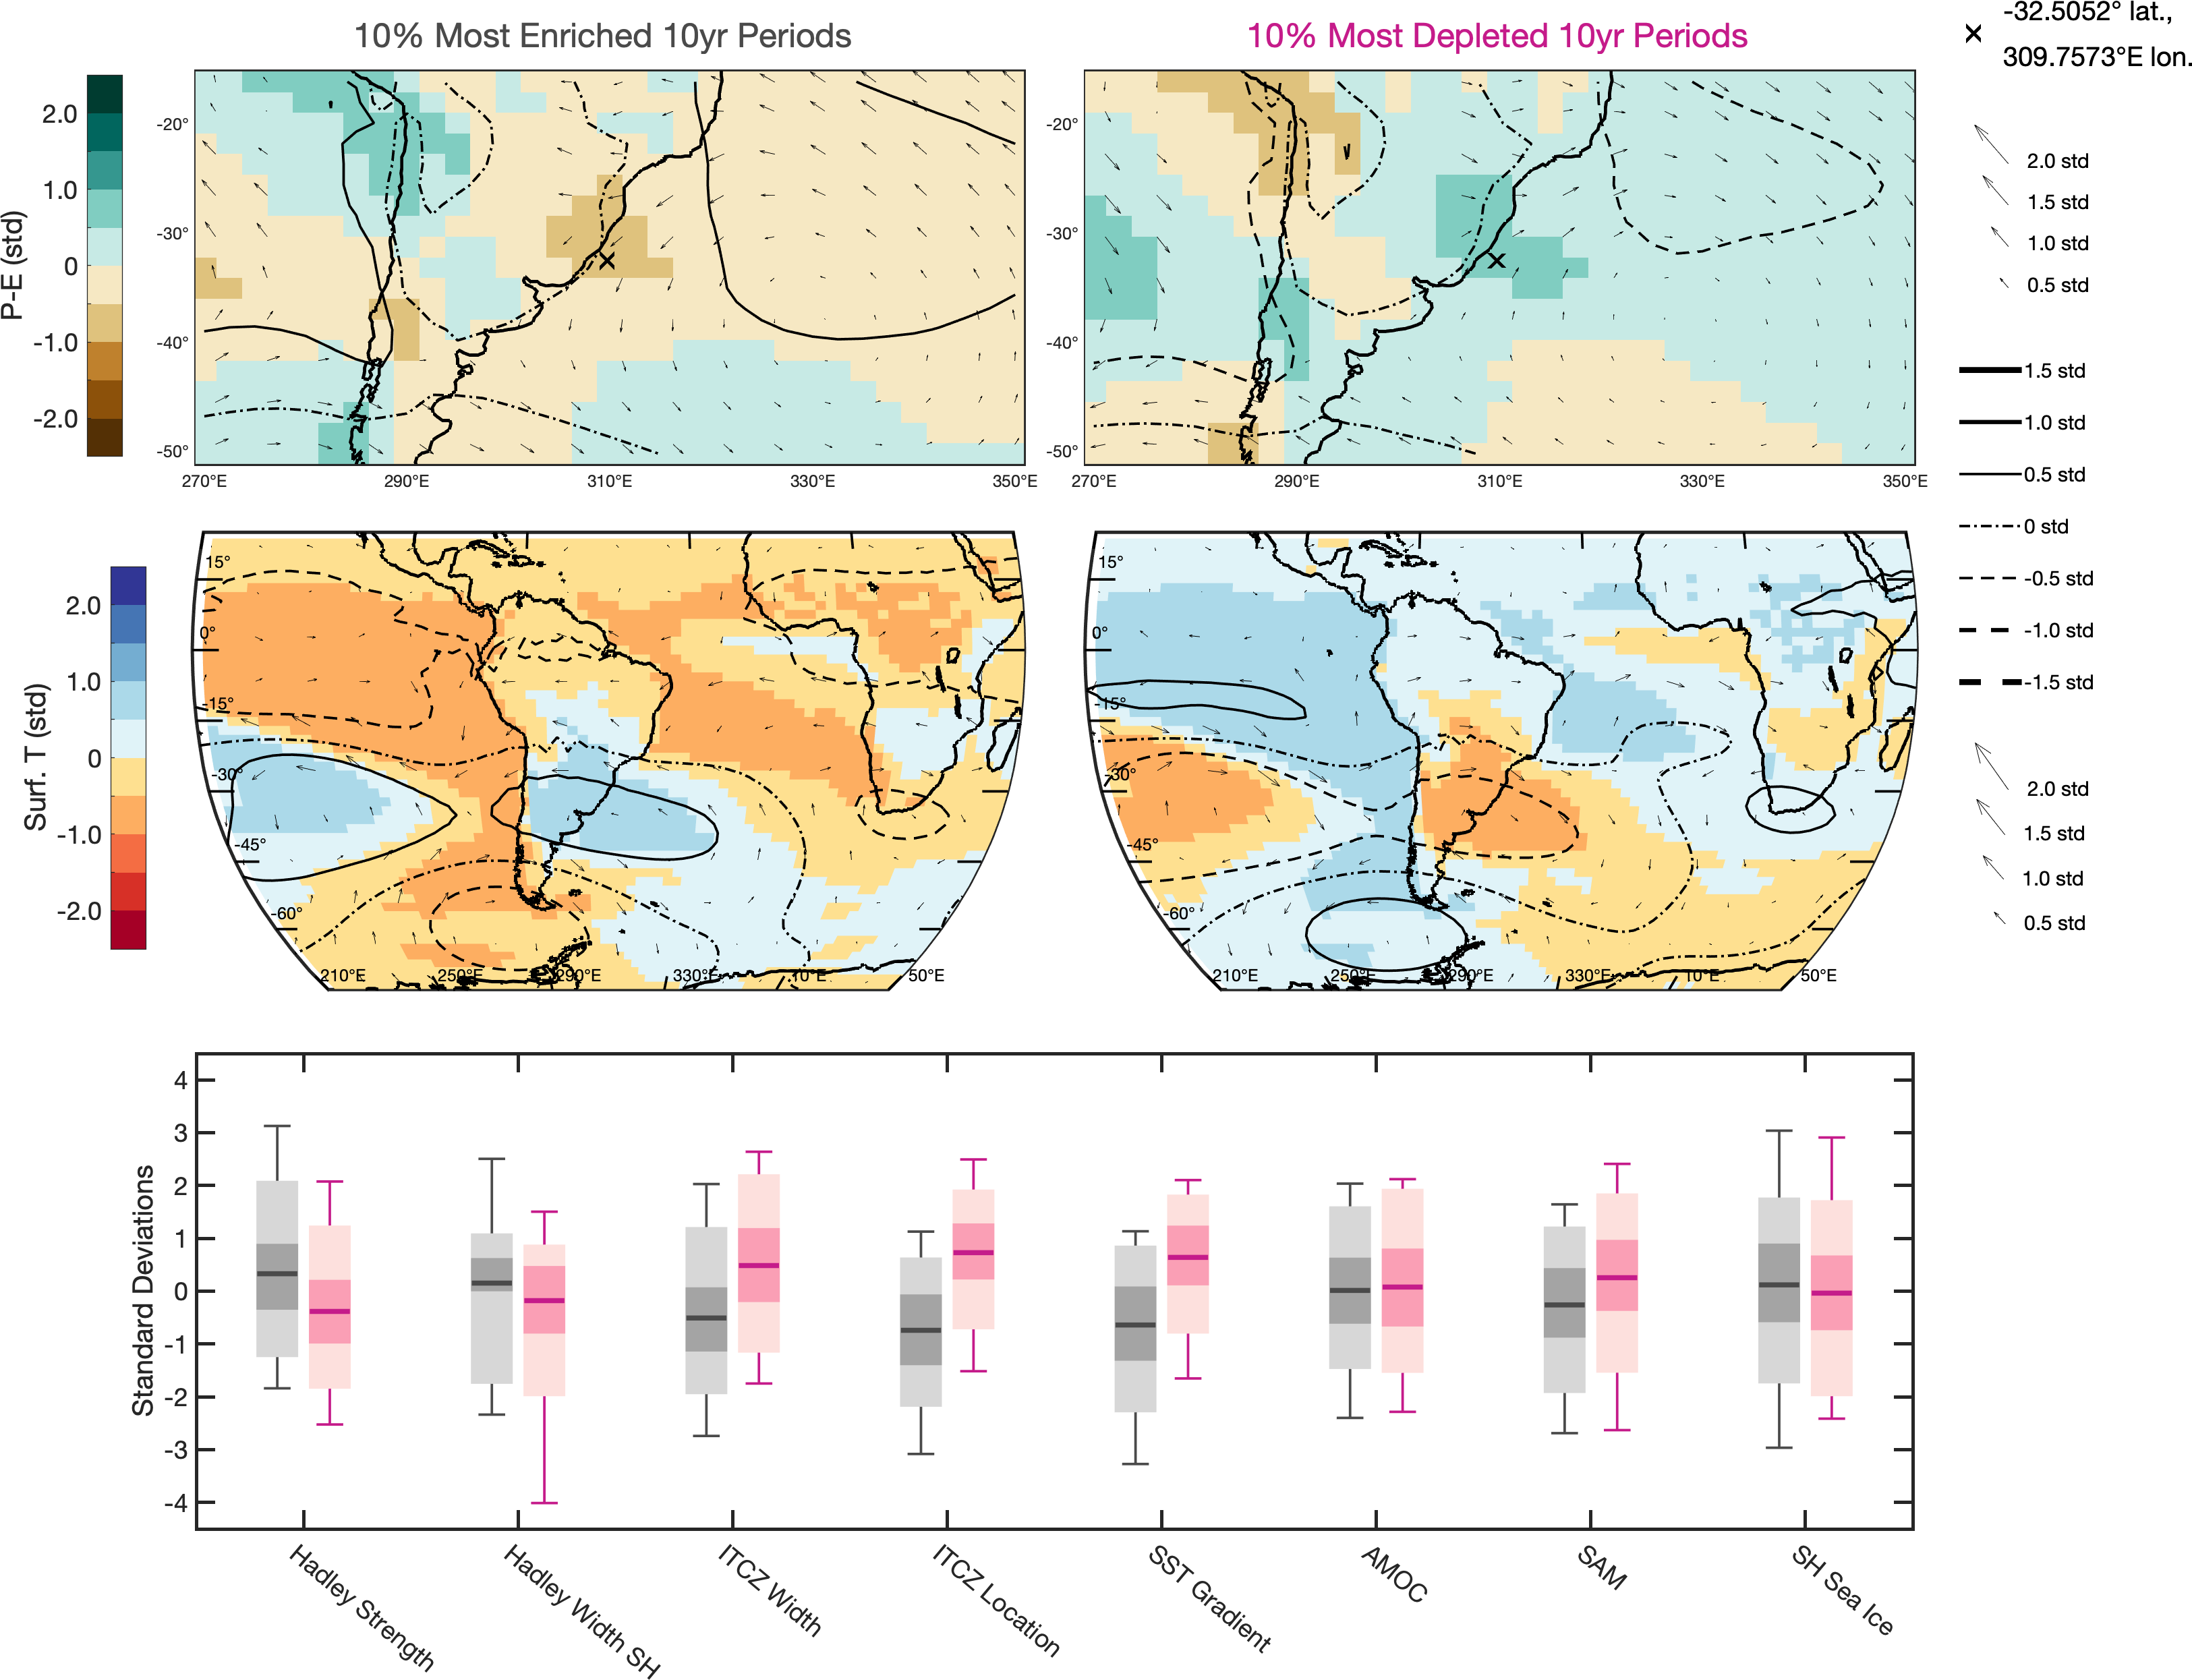 10% Most Enriched 10yr Periods
10% Most Depleted 10yr Periods
-32.5052° lat.,
309.7573°E lon.
P-E (std)
2.0
1.0
0
-1.0
-2.0
-20°
-30°
-40°
-50°
270°E
290°E
310°E
330°E
350°E
-20°
-30°
-40°
-50°
270°E
290°E
310°E
330°E
350°E
2.0 std
1.5 std
1.0 std
0.5 std
1.5 std
1.0 std
0.5 std
0 std
-0.5 std
-1.0 std
-1.5 std
Surf. T (std)
2.0
1.0
0
-1.0
-2.0
15°
0°
-15°
-30°
-45°
-60°
210°E
250°E
290°E
330°E
10°E
50°E
15°
0°
-15°
-30°
-45°
-60°
210°E
250°E
290°E
330°E
10°E
50°E
2.0 std
1.5 std
1.0 std
0.5 std
Standard Deviations
4
3
2
1
0
-1
-2
-3
-4
Hadley Strength
Hadley Width SH
ITCZ Width
ITCZ Location
SST Gradient
AMOC
SAM
SH Sea Ice